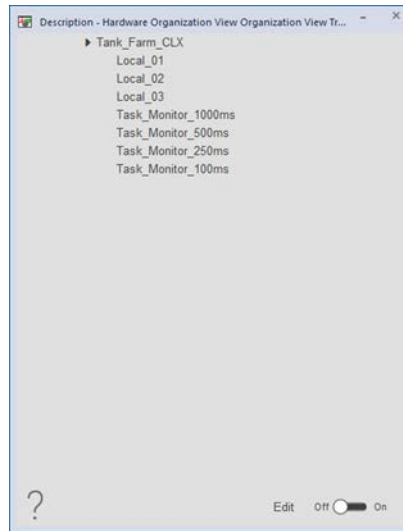 Description - Hardware Organization View Organization View Tr...
Tank_Farm_CLX
Local_01
Local_02
Local_03
Task_Monitor_1000ms
Task_Monitor_500ms
Task_Monitor_250ms
Task_Monitor_100ms
?
Edit Off On